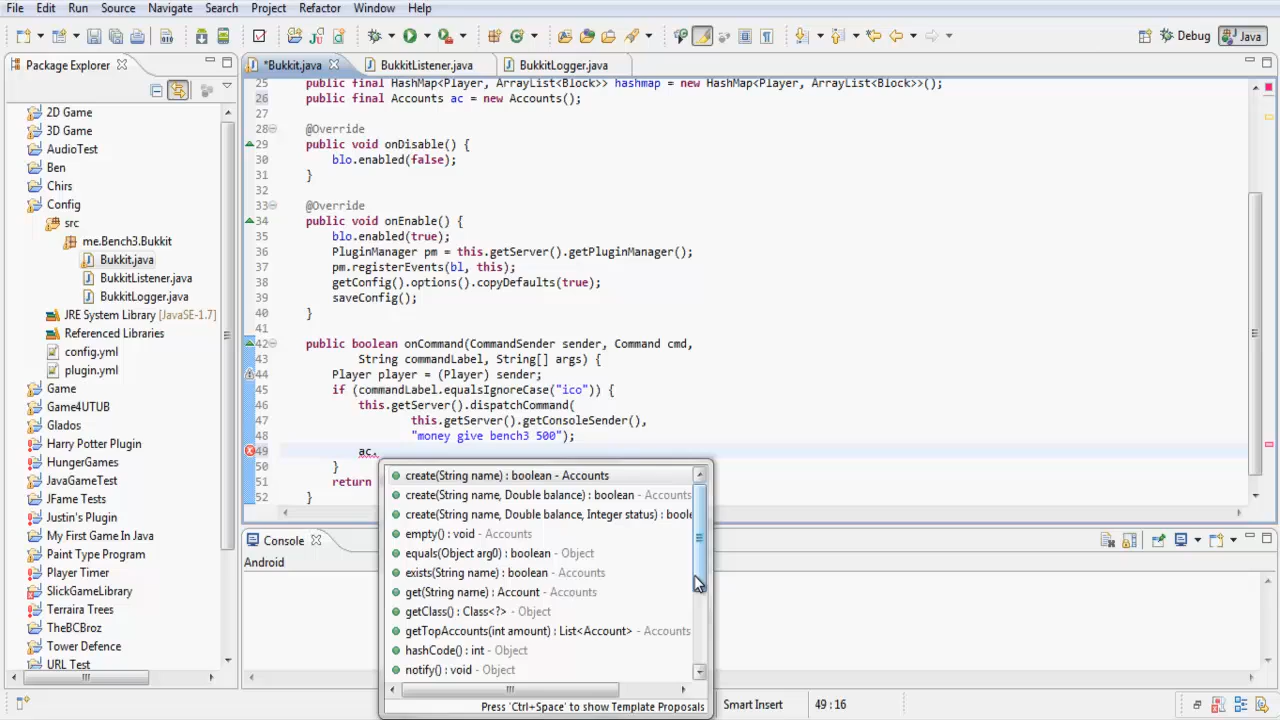 File Edit Run Source Navigate Search Project Refactor Window Help
Debug Java
Package Explorer
*Bukkit.java BukkitListener.java BukkitLogger.java
2D Game
3D Game
AudioTest
Ben
Chirs
Config
src
me.Bench3.Bukkit
Bukkit.java
BukkitListener.java
BukkitLogger.java
JRE System Library [JavaSE-1.7]
Referenced Libraries
config.yml
plugin.yml
Game
Game4UTUB
Glados
Harry Potter Plugin
HungerGames
JavaGameTest
JFame Tests
Justin's Plugin
My First Game In Java
Paint Type Program
Player Timer
SlickGameLibrary
Terraira Trees
TheBCBroz
Tower Defence
URL Test
25 public final HashMap<Player, ArrayList<Block>> hashmap = new HashMap<Player, ArrayList<Block>>();
26 public final Accounts ac = new Accounts();
27
28 @Override
29 public void onDisable() {
30 blo.enabled(false);
31 }
32
33 @Override
34 public void onEnable() {
35 blo.enabled(true);
36 PluginManager pm = this.getServer().getPluginManager();
37 pm.registerEvents(bl, this);
38 getConfig().options().copyDefaults(true);
39 saveConfig();
40 }
41
42 public boolean onCommand(CommandSender sender, Command cmd,
43 String commandLabel, String[] args) {
44 Player player = (Player) sender;
45 if (commandLabel.equalsIgnoreCase("ico")) {
46 this.getServer().dispatchCommand(
47 this.getServer().getConsoleSender(),
48 "money give bench3 500");
49 ac.
50 }
51 return
52 }
create(String name) : boolean - Accounts
create(String name, Double balance) : boolean - Accounts
create(String name, Double balance, Integer status) : boole
empty() : void - Accounts
equals(Object arg0) : boolean - Object
exists(String name) : boolean - Accounts
get(String name) : Account - Accounts
getClass() : Class<?> - Object
getTopAccounts(int amount) : List<Account> - Accounts
hashCode() : int - Object
notify() : void - Object
Press 'Ctrl+Space' to show Template Proposals
Console
Android
Smart Insert 49 : 16